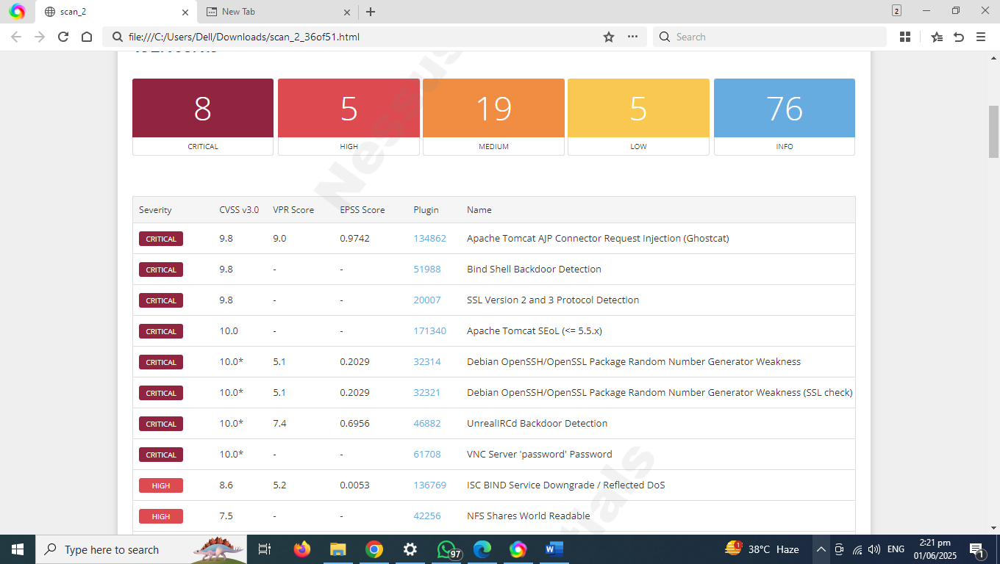 scan_2
New Tab
2
file:///C:/Users/Dell/Downloads/scan_2_36of51.html
Search
8 5 19 5 76
CRITICAL HIGH MEDIUM LOW INFO
Severity CVSS v3.0 VPR Score EPSS Score Plugin Name
CRITICAL 9.8 9.0 0.9742 134862 Apache Tomcat AJP Connector Request Injection (Ghostcat)
CRITICAL 9.8 - - 51988 Bind Shell Backdoor Detection
CRITICAL 9.8 - - 20007 SSL Version 2 and 3 Protocol Detection
CRITICAL 10.0 - - 171340 Apache Tomcat SEoL (<= 5.5.x)
CRITICAL 10.0* 5.1 0.2029 32314 Debian OpenSSH/OpenSSL Package Random Number Generator Weakness
CRITICAL 10.0* 5.1 0.2029 32321 Debian OpenSSH/OpenSSL Package Random Number Generator Weakness (SSL check)
CRITICAL 10.0* 7.4 0.6956 46882 UnrealIRCd Backdoor Detection
CRITICAL 10.0* - - 61708 VNC Server 'password' Password
HIGH 8.6 5.2 0.0053 136769 ISC BIND Service Downgrade / Reflected DoS
HIGH 7.5 - - 42256 NFS Shares World Readable
Nessus
Type here to search
97
W
1
38°C Haze
ENG
2:21 pm
01/06/2025
1